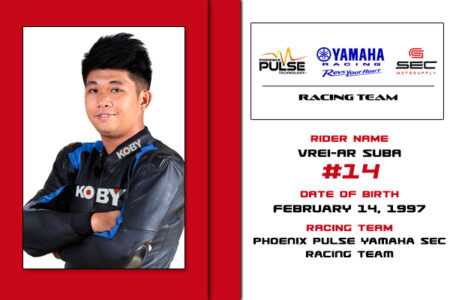 PHOENIX
PULSE
TECHNOLOGY
YAMAHA
RACING
Revs Your Heart
SEC
MOTOSUPPLY
RACING TEAM
KOBY
KOBY
RIDER NAME
VREI-AR SUBA
#14
DATE OF BIRTH
FEBRUARY 14, 1997
RACING TEAM
PHOENIX PULSE YAMAHA SEC
RACING TEAM